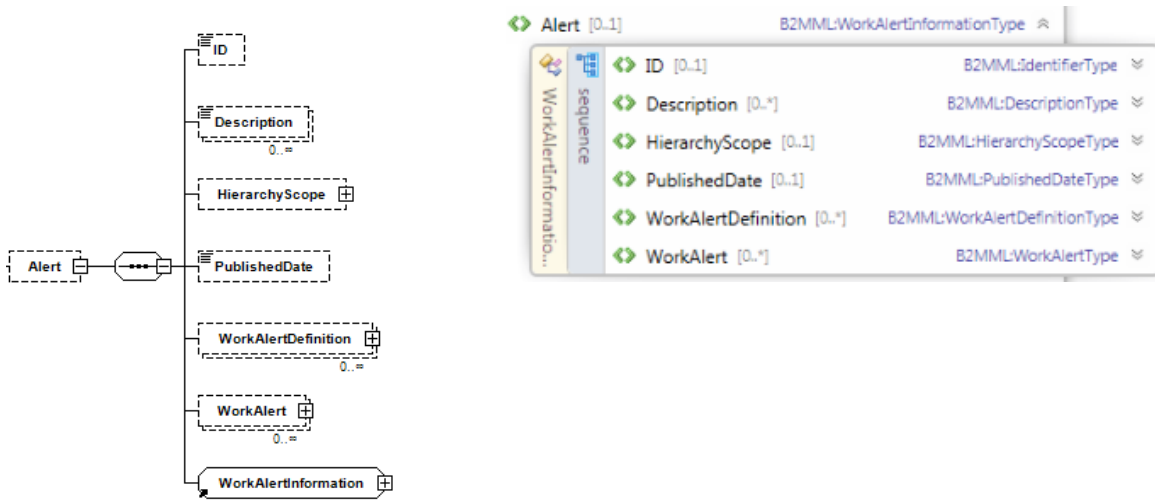 ID
Description
0..∞
HierarchyScope
Alert
PublishedDate
WorkAlertDefinition
0..∞
WorkAlert
0..∞
WorkAlertInformation
Alert [0..1] B2MML:WorkAlertInformationType
WorkAlertInformatio...
sequence
ID [0..1] B2MML:IdentifierType
Description [0..*] B2MML:DescriptionType
HierarchyScope [0..1] B2MML:HierarchyScopeType
PublishedDate [0..1] B2MML:PublishedDateType
WorkAlertDefinition [0..*] B2MML:WorkAlertDefinitionType
WorkAlert [0..*] B2MML:WorkAlertType